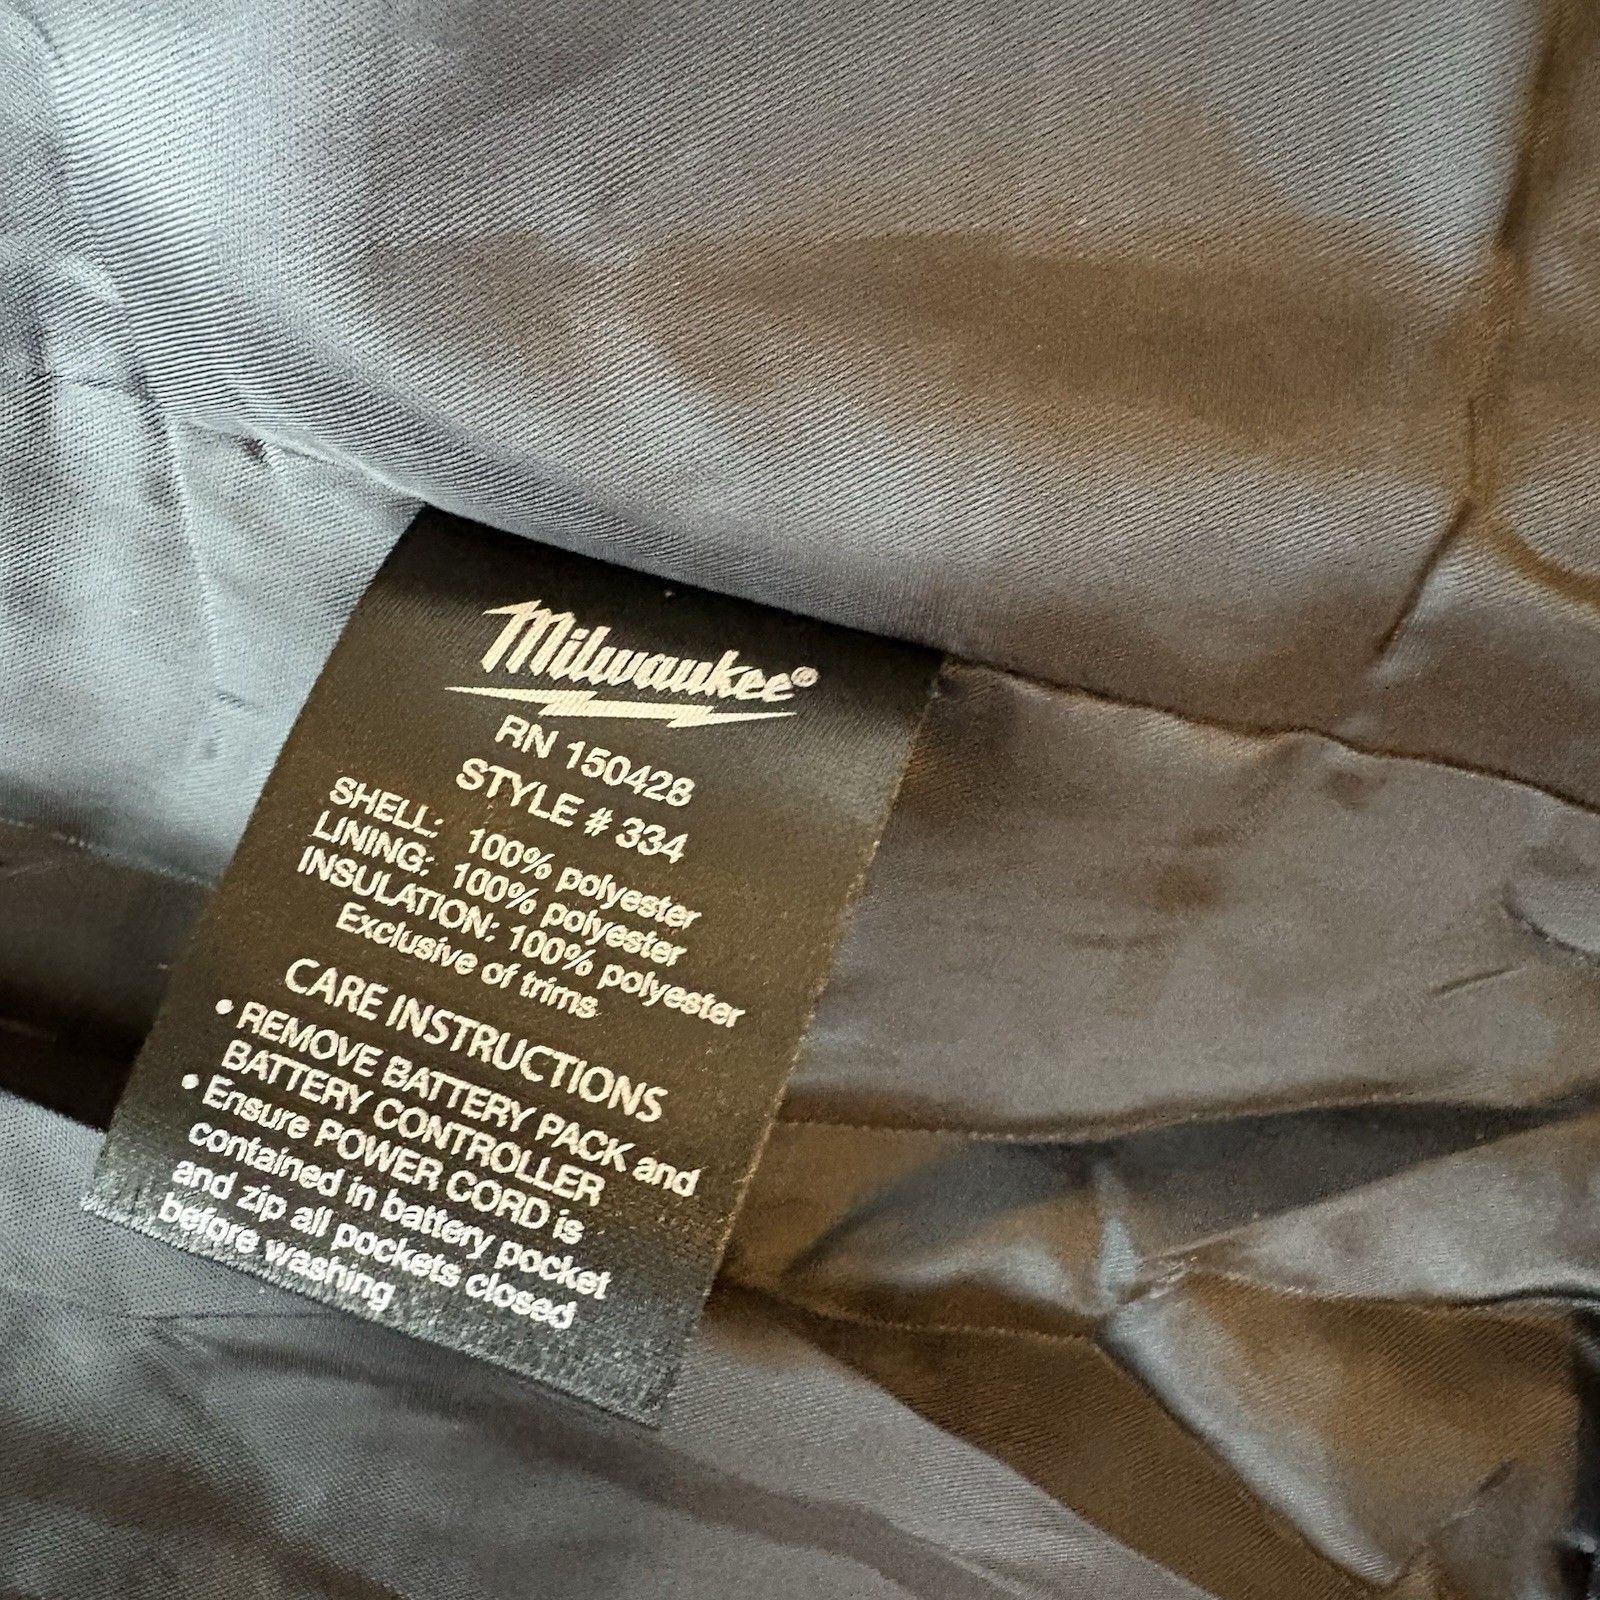 Milwaukee®
RN 150428
STYLE # 334
SHELL: 100% polyester
LINING: 100% polyester
INSULATION: 100% polyester
Exclusive of trims
CARE INSTRUCTIONS
• REMOVE BATTERY PACK and
BATTERY CONTROLLER
• Ensure POWER CORD is
contained in battery pocket
and zip all pockets closed
before washing